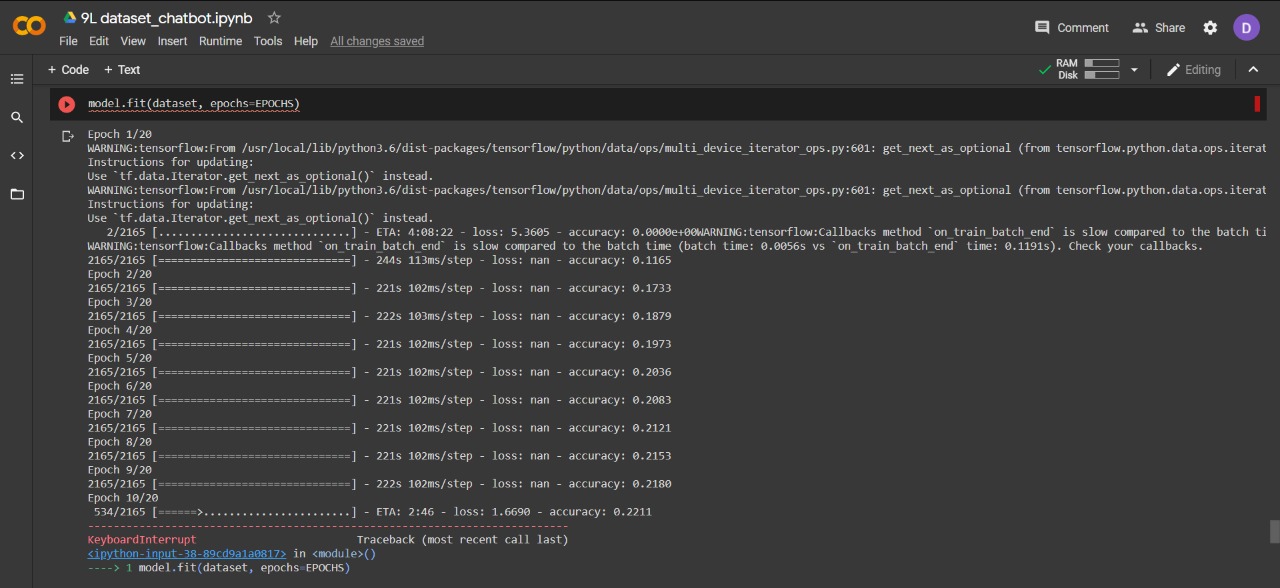 9L dataset_chatbot.ipynb
File Edit View Insert Runtime Tools Help All changes saved
Comment Share D
+ Code + Text
RAM
Disk
Editing
model.fit(dataset, epochs=EPOCHS)
Epoch 1/20
WARNING:tensorflow:From /usr/local/lib/python3.6/dist-packages/tensorflow/python/data/ops/multi_device_iterator_ops.py:601: get_next_as_optional (from tensorflow.python.data.ops.iterat
Instructions for updating:
Use `tf.data.Iterator.get_next_as_optional()` instead.
WARNING:tensorflow:From /usr/local/lib/python3.6/dist-packages/tensorflow/python/data/ops/multi_device_iterator_ops.py:601: get_next_as_optional (from tensorflow.python.data.ops.iterat
Instructions for updating:
Use `tf.data.Iterator.get_next_as_optional()` instead.
2/2165 [..............................] - ETA: 4:08:22 - loss: 5.3605 - accuracy: 0.0000e+00WARNING:tensorflow:Callbacks method `on_train_batch_end` is slow compared to the batch ti
WARNING:tensorflow:Callbacks method `on_train_batch_end` is slow compared to the batch time (batch time: 0.0056s vs `on_train_batch_end` time: 0.1191s). Check your callbacks.
2165/2165 [==============================] - 244s 113ms/step - loss: nan - accuracy: 0.1165
Epoch 2/20
2165/2165 [==============================] - 221s 102ms/step - loss: nan - accuracy: 0.1733
Epoch 3/20
2165/2165 [==============================] - 222s 103ms/step - loss: nan - accuracy: 0.1879
Epoch 4/20
2165/2165 [==============================] - 221s 102ms/step - loss: nan - accuracy: 0.1973
Epoch 5/20
2165/2165 [==============================] - 221s 102ms/step - loss: nan - accuracy: 0.2036
Epoch 6/20
2165/2165 [==============================] - 221s 102ms/step - loss: nan - accuracy: 0.2083
Epoch 7/20
2165/2165 [==============================] - 221s 102ms/step - loss: nan - accuracy: 0.2121
Epoch 8/20
2165/2165 [==============================] - 221s 102ms/step - loss: nan - accuracy: 0.2153
Epoch 9/20
2165/2165 [==============================] - 222s 102ms/step - loss: nan - accuracy: 0.2180
Epoch 10/20
534/2165 [======>.......................] - ETA: 2:46 - loss: 1.6690 - accuracy: 0.2211
---------------------------------------------------------------------------
KeyboardInterrupt Traceback (most recent call last)
<ipython-input-38-89cd9a1a0817> in <module>()
----> 1 model.fit(dataset, epochs=EPOCHS)